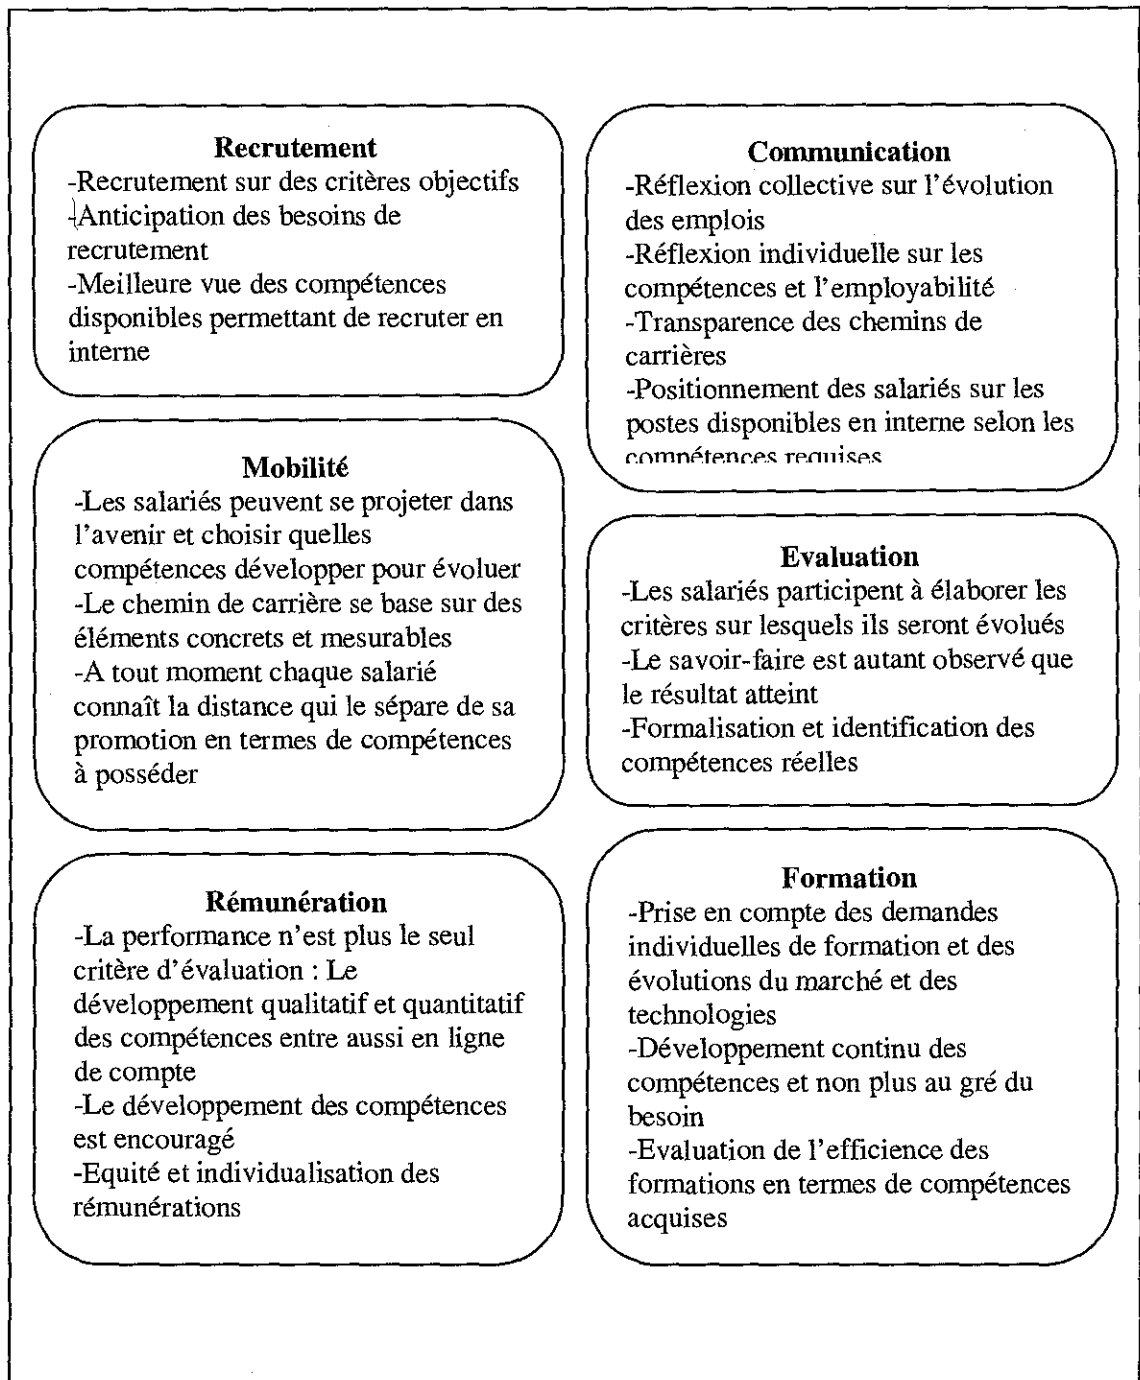 Recrutement
-Recrutement sur des critères objectifs
-Anticipation des besoins de
recrutement
-Meilleure vue des compétences
disponibles permettant de recruter en
interne
Mobilité
-Les salariés peuvent se projeter dans
l'avenir et choisir quelles
compétences développer pour évoluer
-Le chemin de carrière se base sur des
éléments concrets et mesurables
-A tout moment chaque salarié
connaît la distance qui le sépare de sa
promotion en termes de compétences
à posséder
Rémunération
-La performance n'est plus le seul
critère d'évaluation : Le
développement qualitatif et quantitatif
des compétences entre aussi en ligne
de compte
-Le développement des compétences
est encouragé
-Equité et individualisation des
rémunérations
Communication
-Réflexion collective sur l'évolution
des emplois
-Réflexion individuelle sur les
compétences et l'employabilité
-Transparence des chemins de
carrières
-Positionnement des salariés sur les
postes disponibles en interne selon les
compétences requises
Evaluation
-Les salariés participent à élaborer les
critères sur lesquels ils seront évolués
-Le savoir-faire est autant observé que
le résultat atteint
-Formalisation et identification des
compétences réelles
Formation
-Prise en compte des demandes
individuelles de formation et des
évolutions du marché et des
technologies
-Développement continu des
compétences et non plus au gré du
besoin
-Evaluation de l'efficience des
formations en termes de compétences
acquises